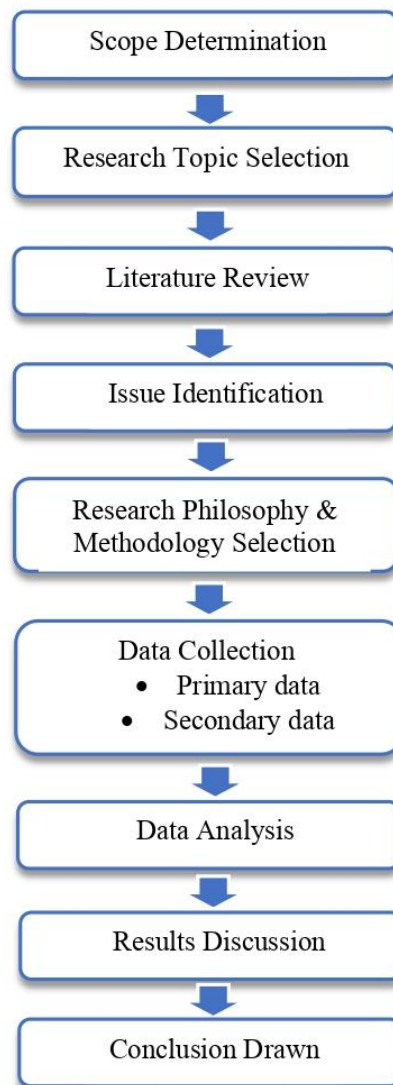 Scope Determination
Research Topic Selection
Literature Review
Issue Identification
Research Philosophy &
Methodology Selection
Data Collection
• Primary data
• Secondary data
Data Analysis
Results Discussion
Conclusion Drawn